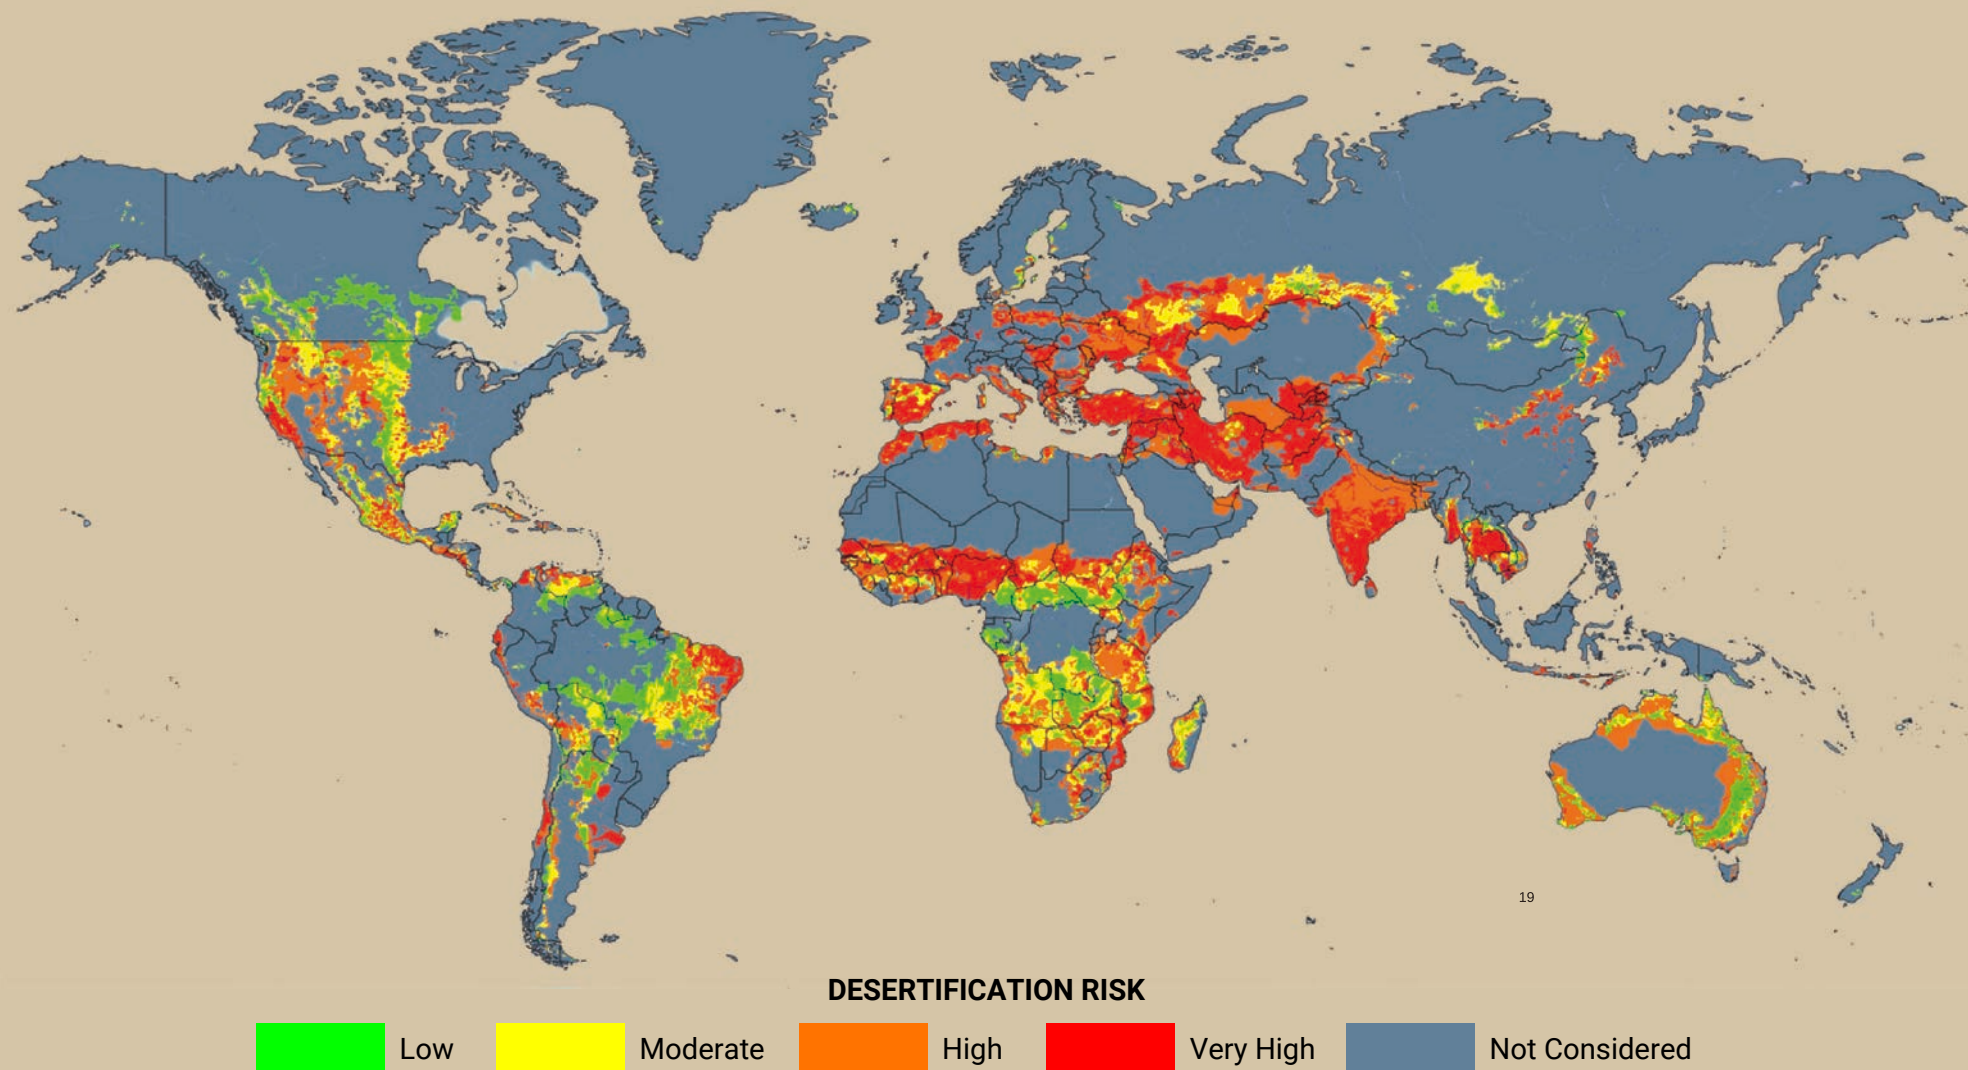 19
DESERTIFICATION RISK
Low Moderate High Very High Not Considered